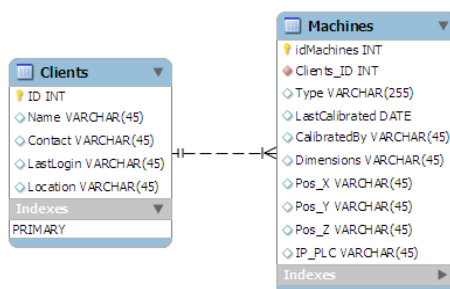 Clients
ID INT
Name VARCHAR(45)
Contact VARCHAR(45)
LastLogin VARCHAR(45)
Location VARCHAR(45)
Indexes
PRIMARY
Machines
idMachines INT
Clients_ID INT
Type VARCHAR(255)
LastCalibrated DATE
CalibratedBy VARCHAR(45)
Dimensions VARCHAR(45)
Pos_X VARCHAR(45)
Pos_Y VARCHAR(45)
Pos_Z VARCHAR(45)
IP_PLC VARCHAR(45)
Indexes